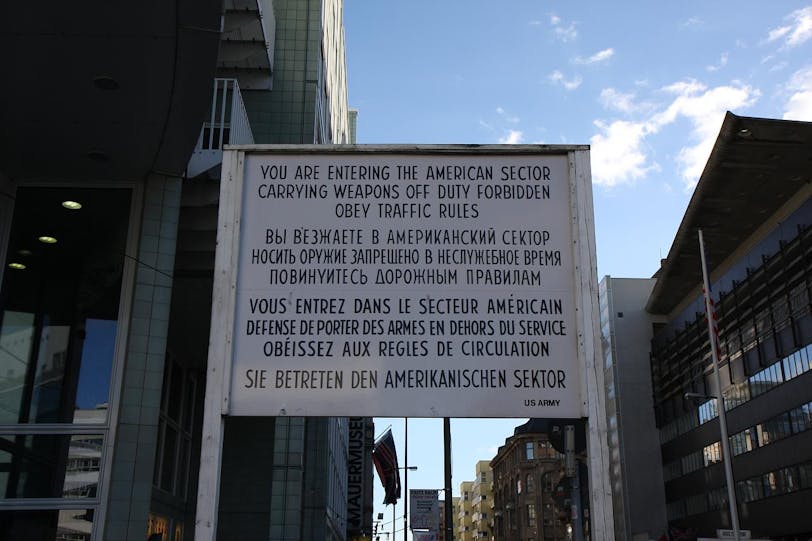 YOU ARE ENTERING THE AMERICAN SECTOR
CARRYING WEAPONS OFF DUTY FORBIDDEN
OBEY TRAFFIC RULES
ВЫ ВЪЕЗЖАЕТЕ В АМЕРИКАНСКИЙ СЕКТОР
НОСИТЬ ОРУЖИЕ ЗАПРЕЩЕНО В НЕСЛУЖЕБНОЕ ВРЕМЯ
ПОВИНУЙТЕСЬ ДОРОЖНЫМ ПРАВИЛАМ
VOUS ENTREZ DANS LE SECTEUR AMÉRICAIN
DEFENSE DE PORTER DES ARMES EN DEHORS DU SERVICE
OBÉISSEZ AUX REGLES DE CIRCULATION
SIE BETRETEN DEN AMERIKANISCHEN SEKTOR
US ARMY
MAUERMUSEUM